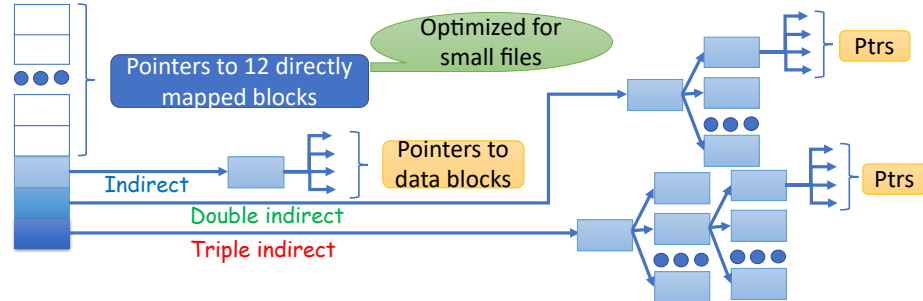 Optimized for
small files
Pointers to 12 directly
mapped blocks
Ptrs
Pointers to
data blocks
Indirect
Double indirect
Triple indirect
Ptrs